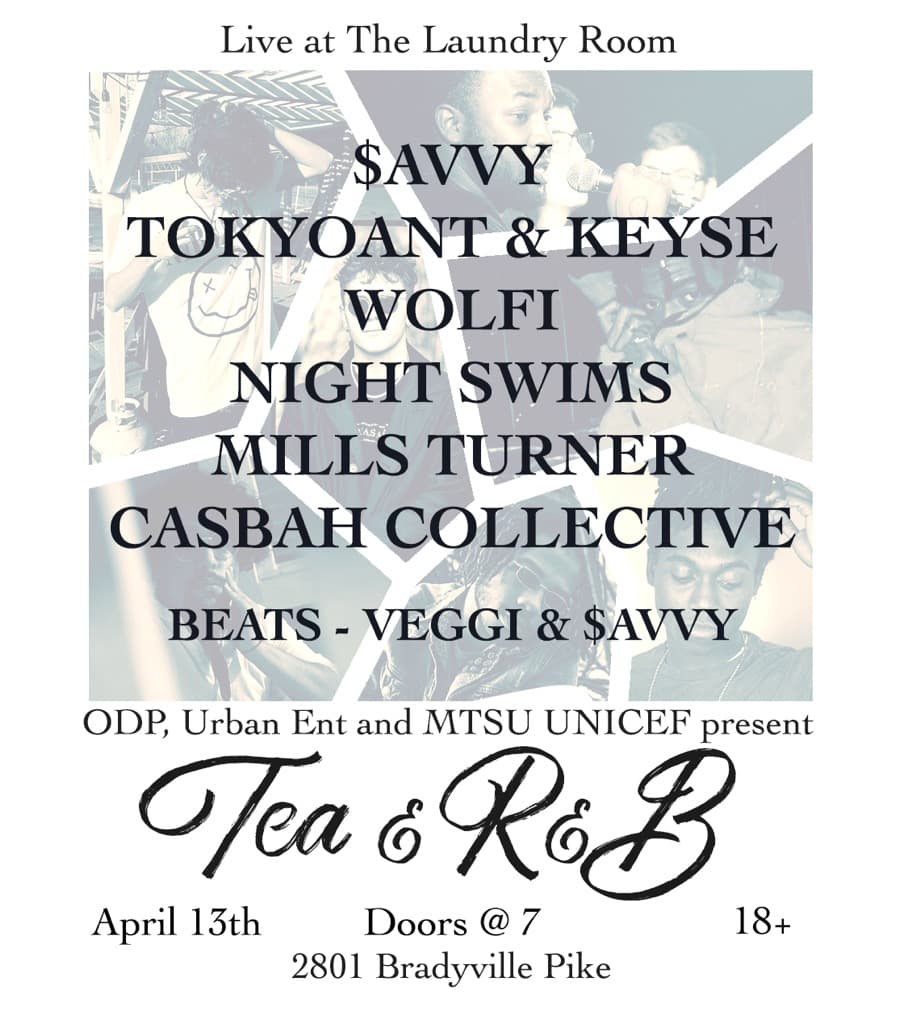 Live at The Laundry Room
$AVVY
TOKYOANT & KEYSE
WOLFI
NIGHT SWIMS
MILLS TURNER
CASBAH COLLECTIVE
BEATS - VEGGI & $AVVY
ODP, Urban Ent and MTSU UNICEF present
Tea & R&B
April 13th Doors @ 7 18+
2801 Bradyville Pike